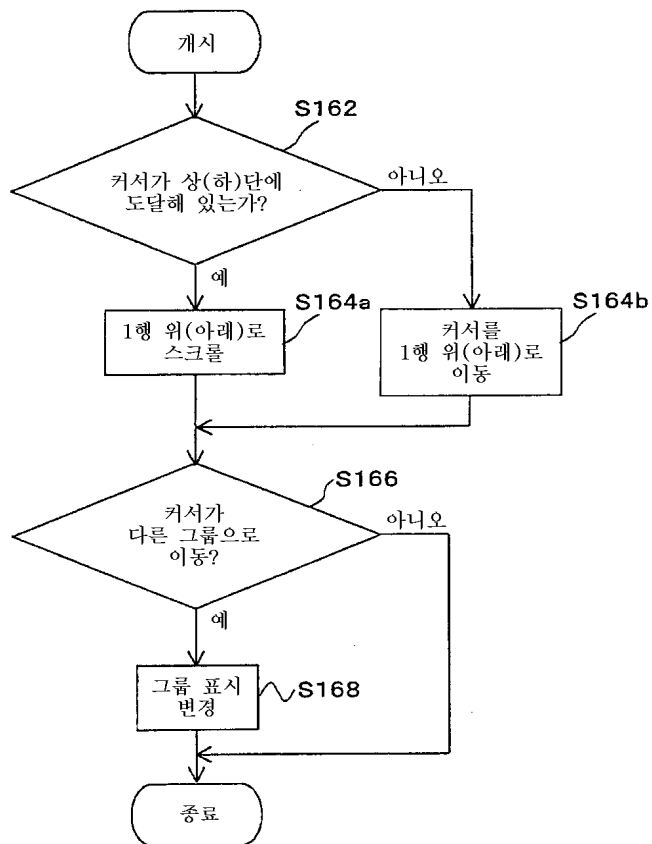 개시
S162
커서가 상(하)단에
도달해 있는가?
아니오
예
S164a
1행 위(아래)로
스크롤
S164b
커서를
1행 위(아래)로
이동
S166
커서가
다른 그룹으로
이동?
아니오
예
그룹 표시
변경
S168
종료